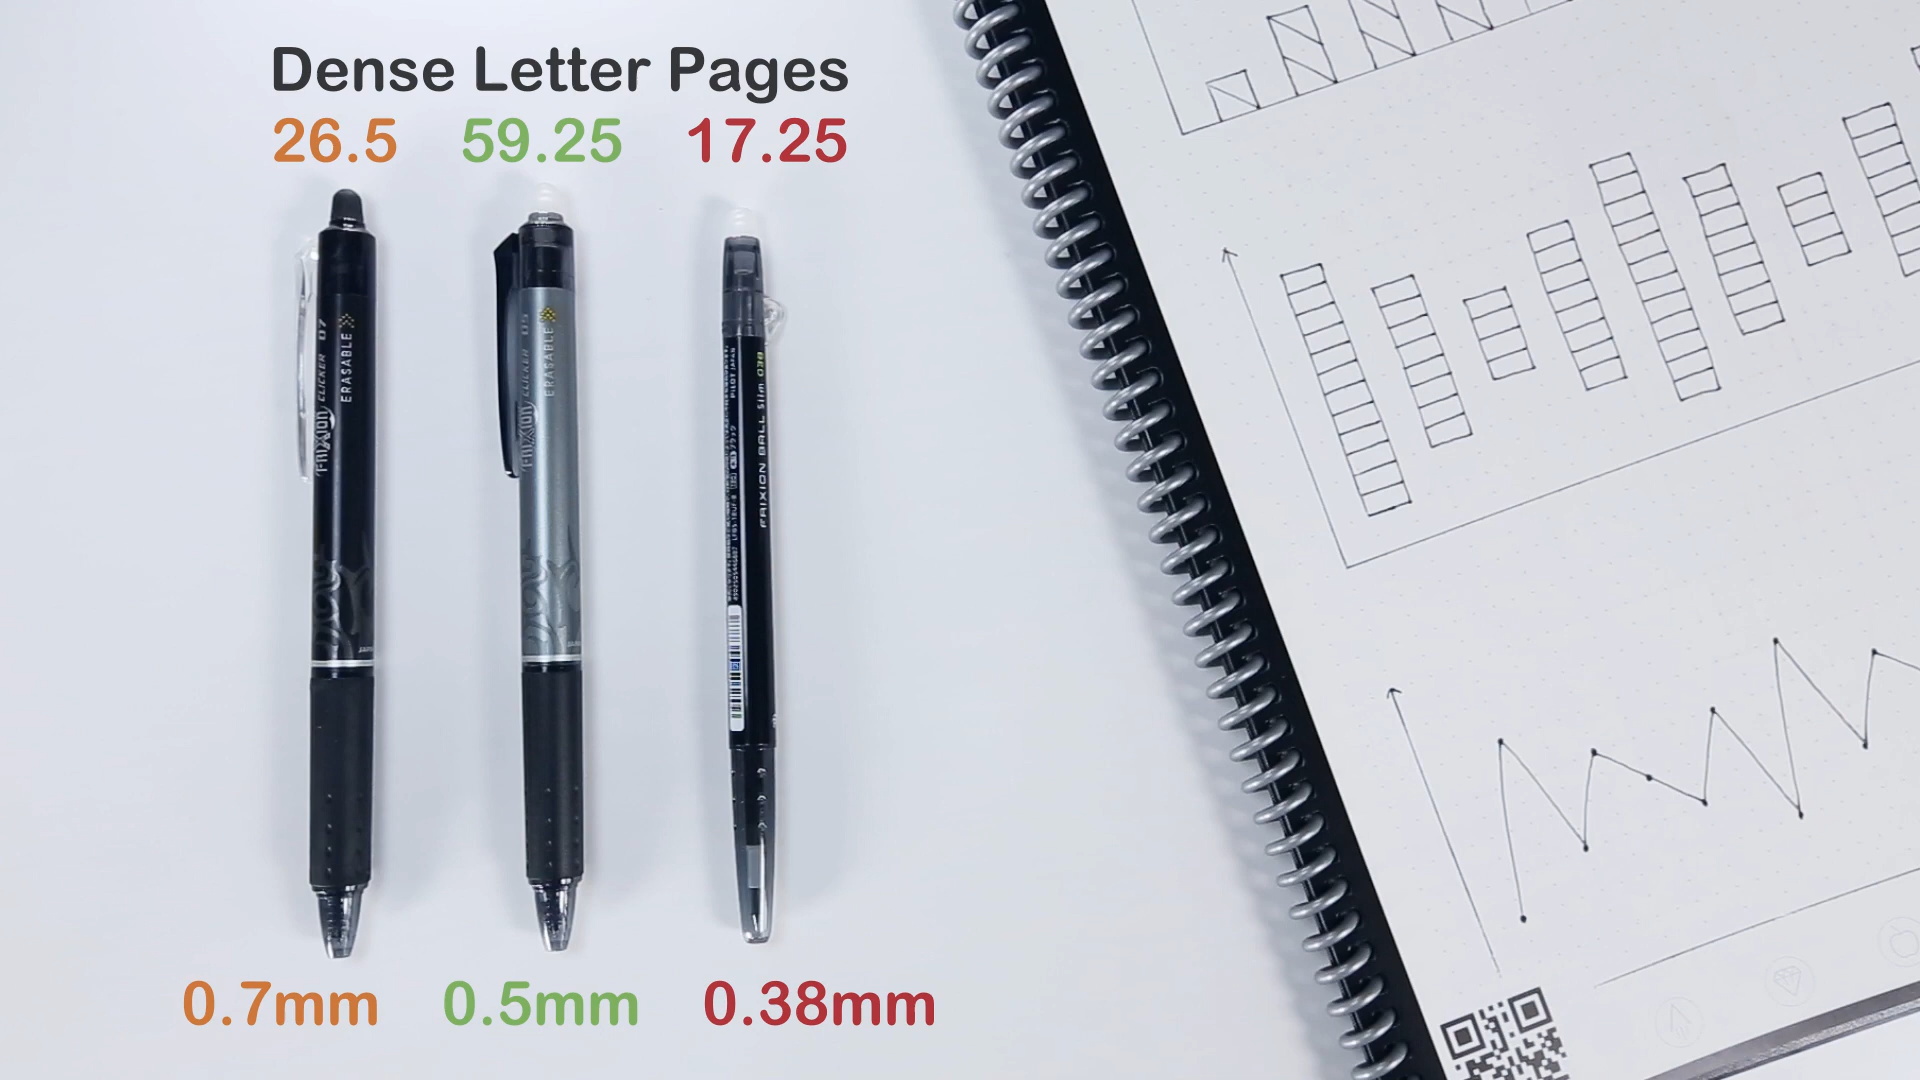 Dense Letter Pages
26.5 59.25 17.25
FRIXION CLICKER 07
ERASABLE
FRIXION CLICKER 05
ERASABLE
PILOT JAPAN
FRIXION BALL Slim 038
0.7mm 0.5mm 0.38mm